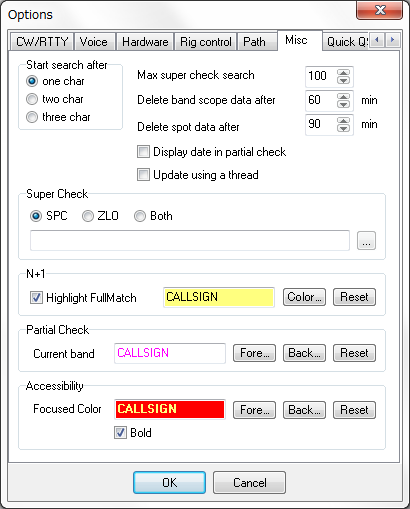 Options
CW/RTTY Voice Hardware Rig control Path Misc Quick QS
Start search after
one char
two char
three char
Max super check search 100
Delete band scope data after 60 min
Delete spot data after 90 min
Display date in partial check
Update using a thread
Super Check
SPC ZLO Both
...
N+1
Highlight FullMatch CALLSIGN Color... Reset
Partial Check
Current band CALLSIGN Fore... Back... Reset
Accessibility
Focused Color CALLSIGN Fore... Back... Reset
Bold
OK Cancel